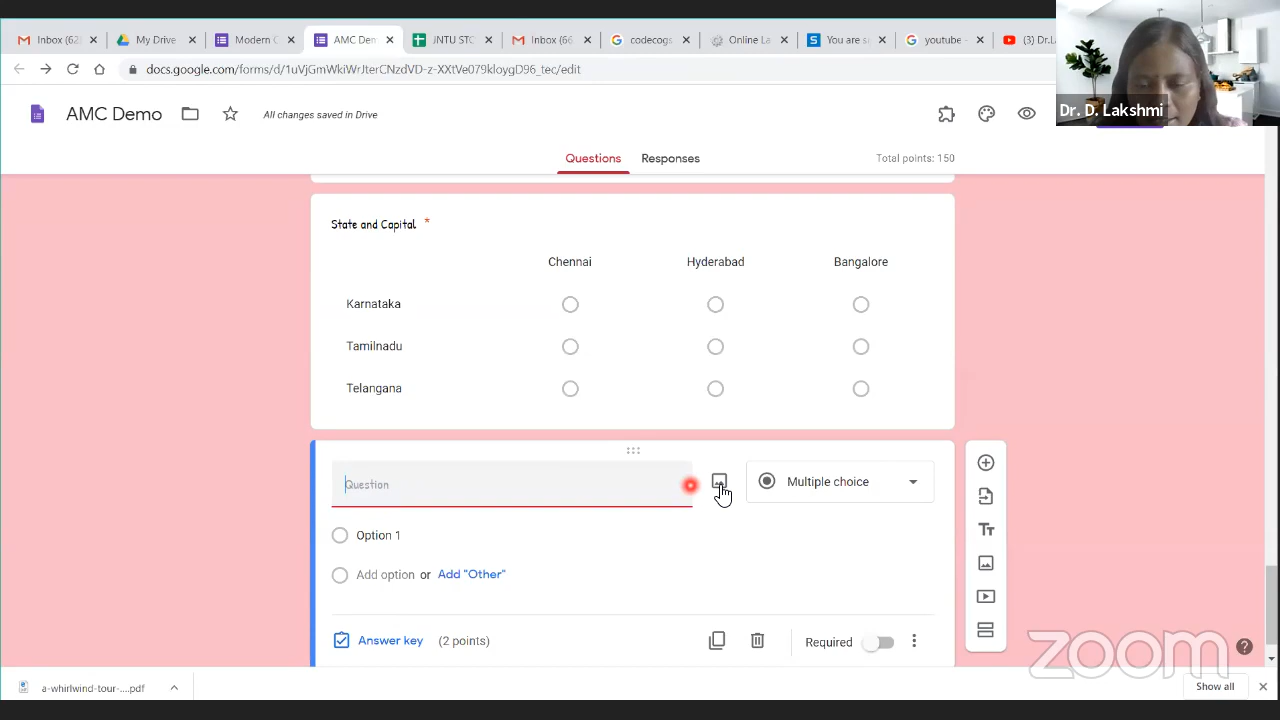 Inbox (62
My Drive
Modern C
AMC Dem
JNTU STC
Inbox (66
codecogs
Online La
You are s
youtube -
(3) Dr.L
docs.google.com/forms/d/1uVjGmWkiWrJterCNzdVD-z-XXtVe079kloygD96_tec/edit
Dr. D. Lakshmi
AMC Demo
All changes saved in Drive
Questions
Responses
Total points: 150
State and Capital *
Chennai
Hyderabad
Bangalore
Karnataka
Tamilnadu
Telangana
Question
Multiple choice
Option 1
Add option or Add "Other"
Answer key (2 points)
Required
zoom
a-whirlwind-tour-....pdf
Show all